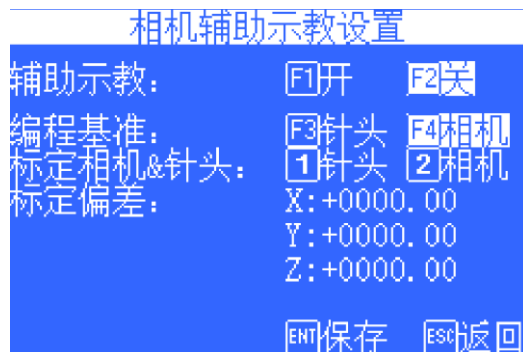 相机辅助示教设置
辅助示教： F1开 F2关
编程基准： F3针头 F4相机
标定相机&针头： 1针头 2相机
标定偏差： X:+0000.00
Y:+0000.00
Z:+0000.00
ENT保存 ESC返回